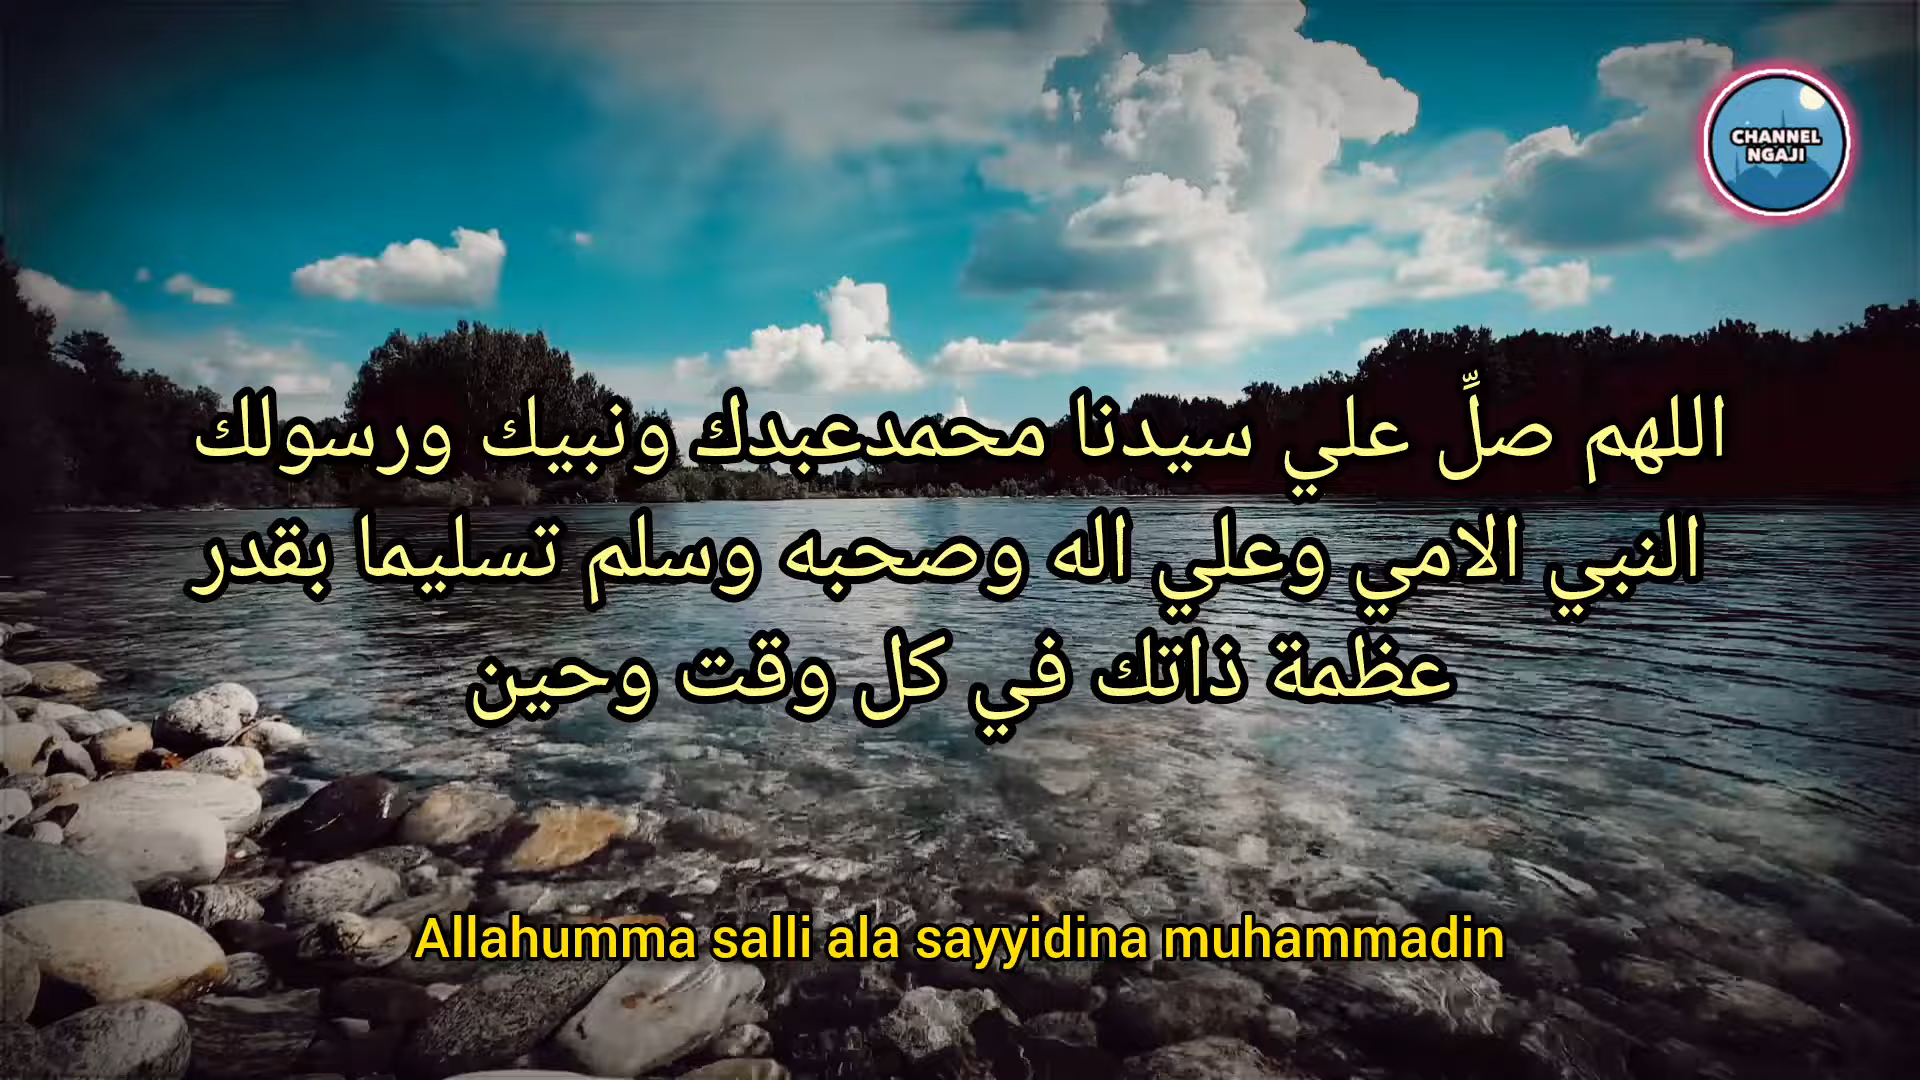 CHANNEL
NGAJI
اللهم صلِّ علي سيدنا محمدعبدك ونبيك ورسولك
النبي الامي وعلي اله وصحبه وسلم تسليما بقدر
عظمة ذاتك في كل وقت وحين
Allahumma salli ala sayyidina muhammadin